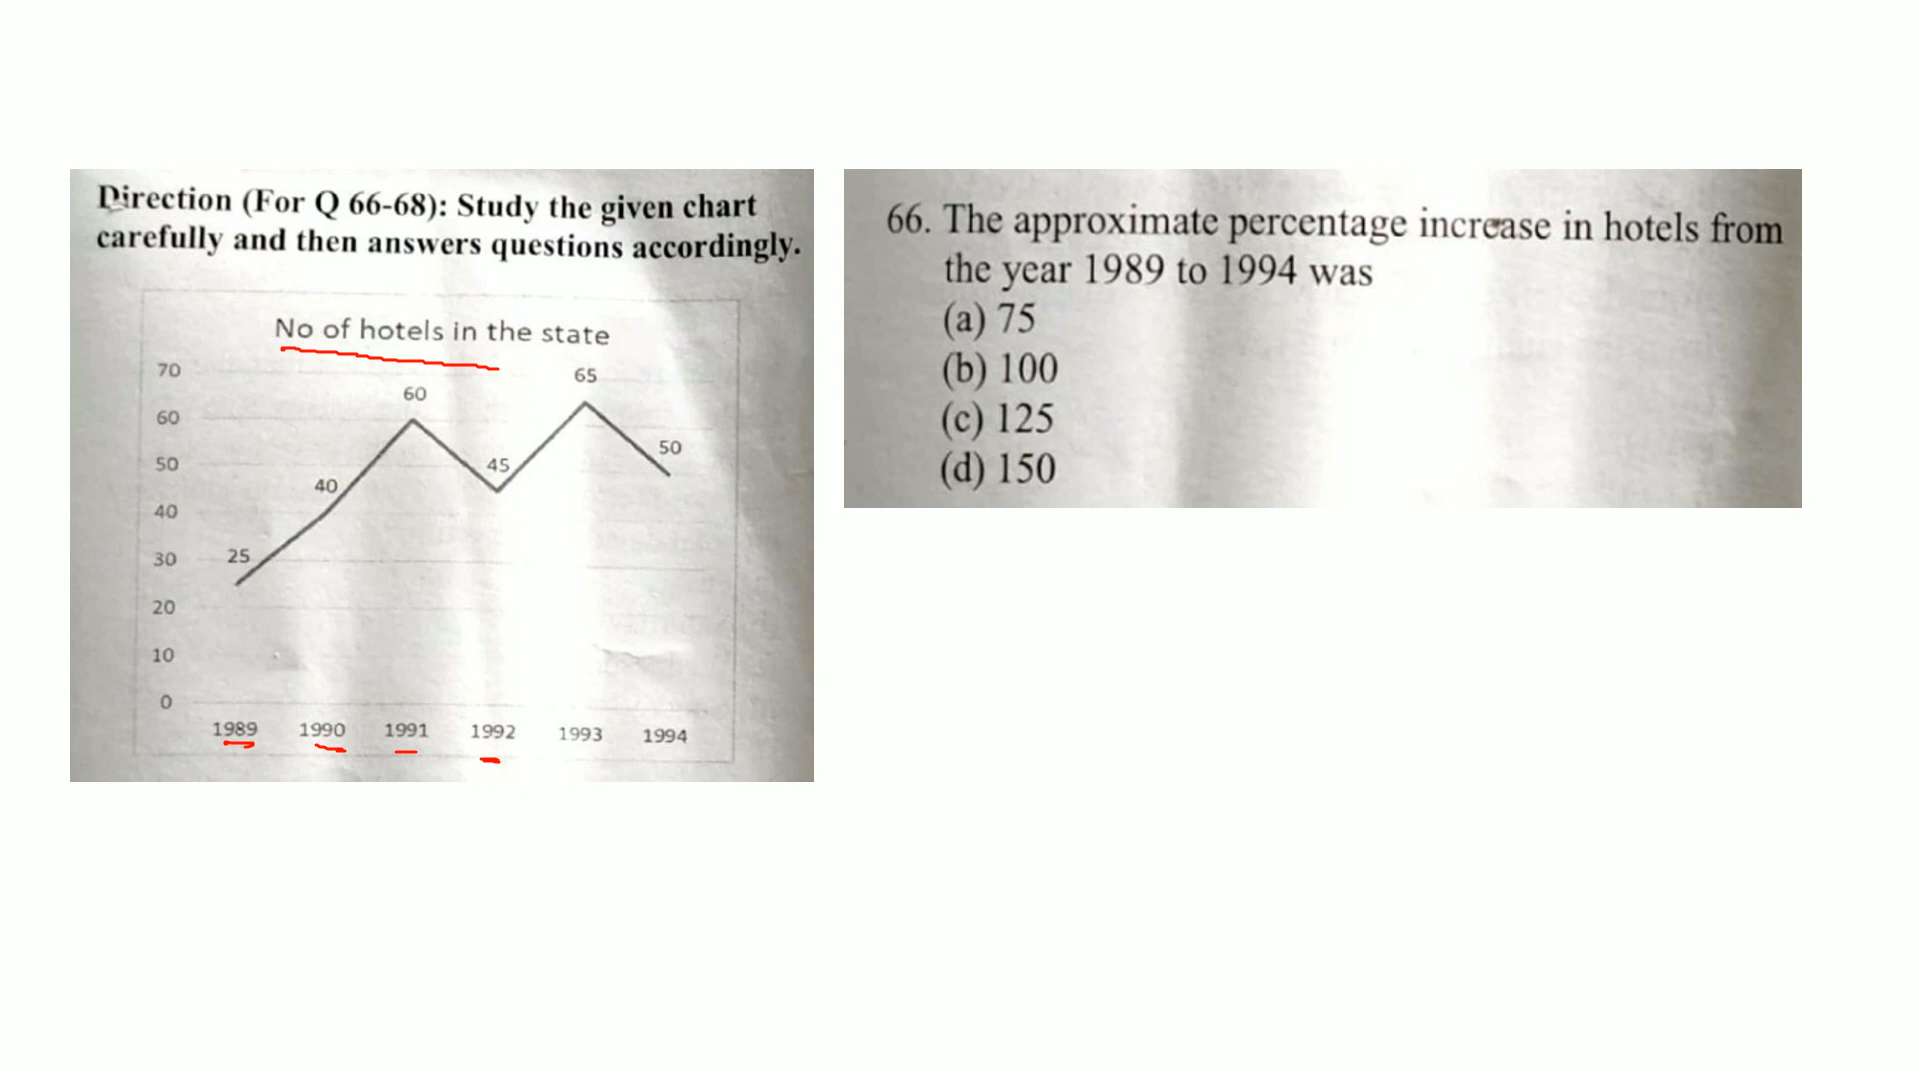 Direction (For Q 66-68): Study the given chart
carefully and then answers questions accordingly.
No of hotels in the state
70
60
50
40
30
20
10
0
25
40
60
45
65
50
1989 1990 1991 1992 1993 1994
66. The approximate percentage increase in hotels from
the year 1989 to 1994 was
(a) 75
(b) 100
(c) 125
(d) 150